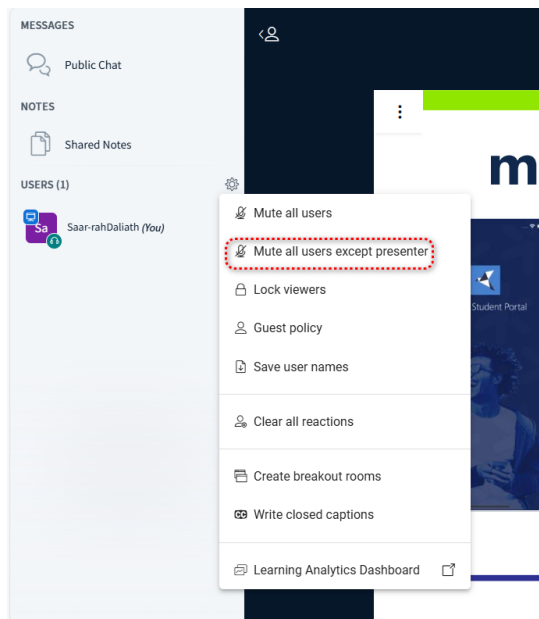 MESSAGES
Public Chat
NOTES
Shared Notes
USERS (1)
Sa
Saar-rahDaliath (You)
Mute all users
Mute all users except presenter
Lock viewers
Guest policy
Save user names
Clear all reactions
Create breakout rooms
CC Write closed captions
Learning Analytics Dashboard
m
Student Portal